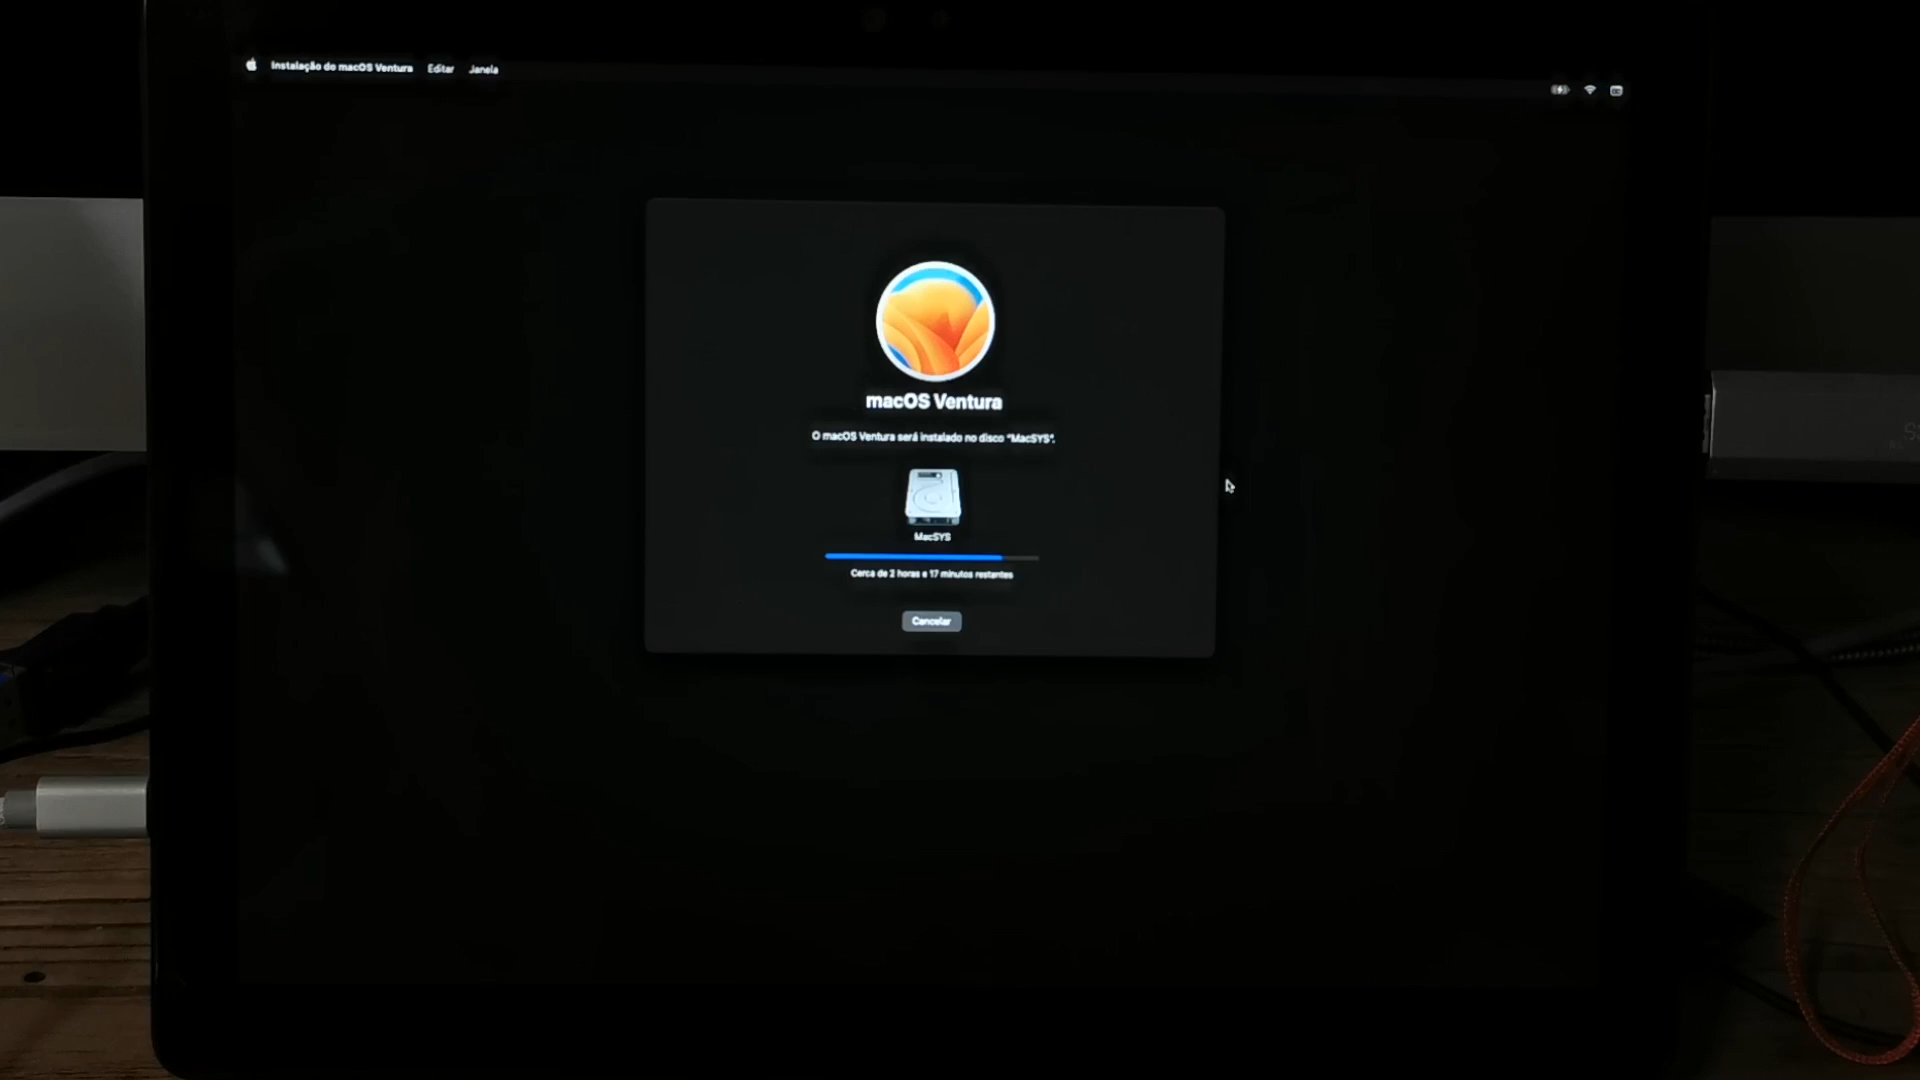 Instalação do macOS Ventura Editar Janela
macOS Ventura
O macOS Ventura será instalado no disco “MacSYS”.
MacSYS
Cerca de 2 horas e 17 minutos restantes
Cancelar